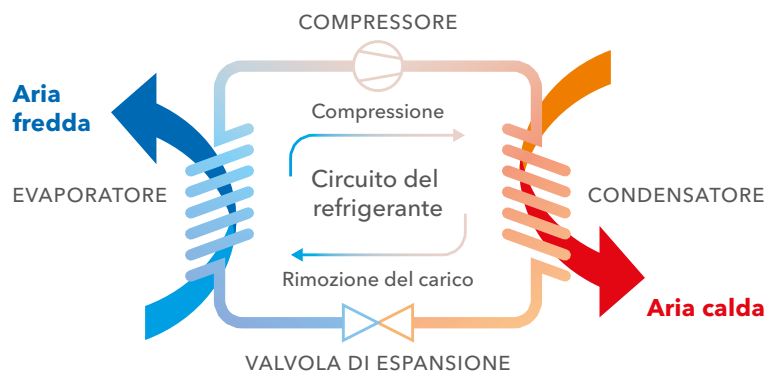 COMPRESSORE
Aria
fredda
Compressione
EVAPORATORE
Circuito del
refrigerante
CONDENSATORE
Rimozione del carico
Aria calda
VALVOLA DI ESPANSIONE